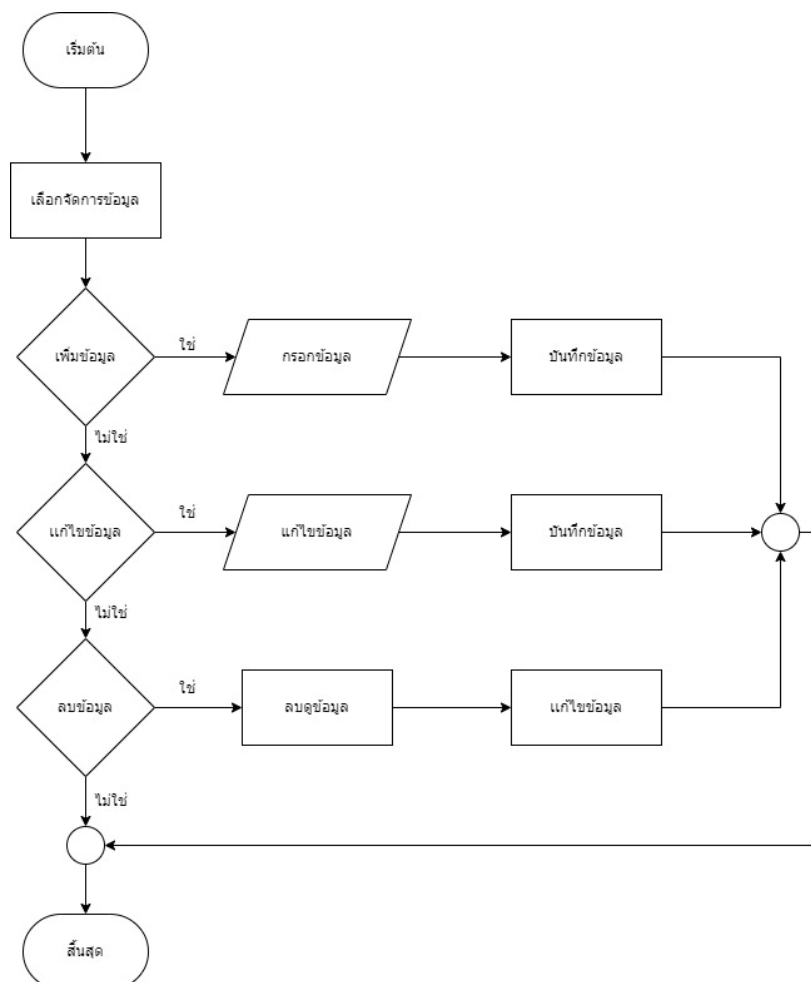 เริ่มต้น
เลือกจัดการข้อมูล
เพิ่มข้อมูล
ใช่
กรอกข้อมูล
บันทึกข้อมูล
ไม่ใช่
แก้ไขข้อมูล
ใช่
แก้ไขข้อมูล
บันทึกข้อมูล
ไม่ใช่
ลบข้อมูล
ใช่
ลบดูข้อมูล
แก้ไขข้อมูล
ไม่ใช่
สิ้นสุด